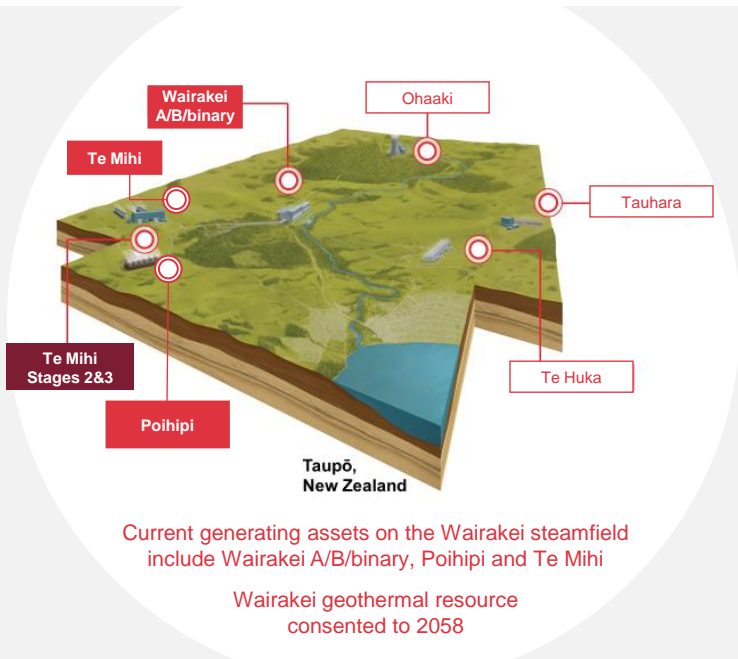 Wairakei
A/B/binary
Ohaaki
Te Mihi
Tauhara
Te Mihi
Stages 2&3
Te Huka
Poihipi
Taupō,
New Zealand
Current generating assets on the Wairakei steamfield
include Wairakei A/B/binary, Poihipi and Te Mihi
Wairakei geothermal resource
consented to 2058